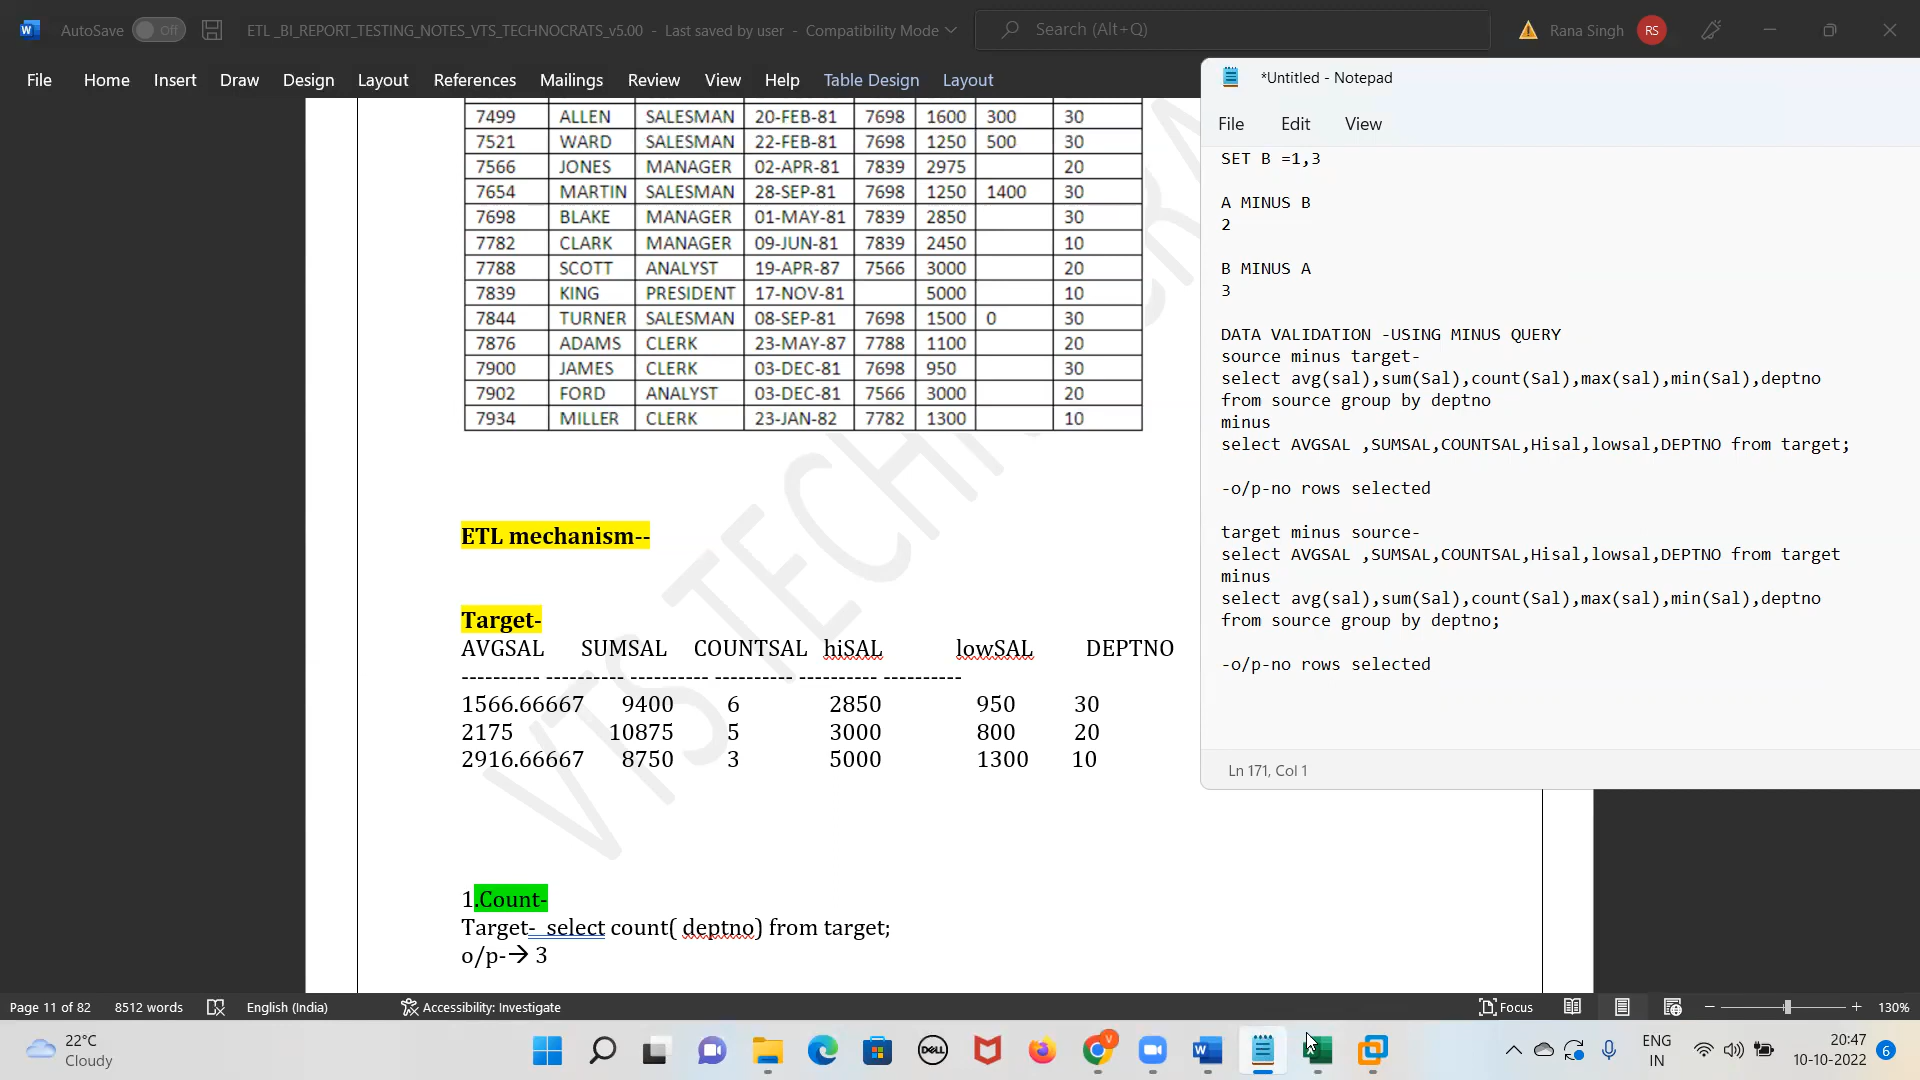 AutoSave Off ETL _BI_REPORT_TESTING_NOTES_VTS_TECHNOCRATS_v5.00 - Last saved by user - Compatibility Mode Search (Alt+Q) Rana Singh RS
File Home Insert Draw Design Layout References Mailings Review View Help Table Design Layout
7499 ALLEN SALESMAN 20-FEB-81 7698 1600 300 30
7521 WARD SALESMAN 22-FEB-81 7698 1250 500 30
7566 JONES MANAGER 02-APR-81 7839 2975 20
7654 MARTIN SALESMAN 28-SEP-81 7698 1250 1400 30
7698 BLAKE MANAGER 01-MAY-81 7839 2850 30
7782 CLARK MANAGER 09-JUN-81 7839 2450 10
7788 SCOTT ANALYST 19-APR-87 7566 3000 20
7839 KING PRESIDENT 17-NOV-81 5000 10
7844 TURNER SALESMAN 08-SEP-81 7698 1500 0 30
7876 ADAMS CLERK 23-MAY-87 7788 1100 20
7900 JAMES CLERK 03-DEC-81 7698 950 30
7902 FORD ANALYST 03-DEC-81 7566 3000 20
7934 MILLER CLERK 23-JAN-82 7782 1300 10
ETL mechanism--
Target-
AVGSAL SUMSAL COUNTSAL hiSAL lowSAL DEPTNO
---------- ---------- ---------- ---------- ---------- ----------
1566.66667 9400 6 2850 950 30
2175 10875 5 3000 800 20
2916.66667 8750 3 5000 1300 10
1.Count-
Target- select count( deptno) from target;
o/p-→ 3
*Untitled - Notepad
File Edit View
SET B =1,3
A MINUS B
2
B MINUS A
3
DATA VALIDATION -USING MINUS QUERY
source minus target-
select avg(sal),sum(Sal),count(Sal),max(sal),min(Sal),deptno
from source group by deptno
minus
select AVGSAL ,SUMSAL,COUNTSAL,Hisal,lowsal,DEPTNO from target;
-o/p-no rows selected
target minus source-
select AVGSAL ,SUMSAL,COUNTSAL,Hisal,lowsal,DEPTNO from target
minus
select avg(sal),sum(Sal),count(Sal),max(sal),min(Sal),deptno
from source group by deptno;
-o/p-no rows selected
Ln 171, Col 1
Page 11 of 82 8512 words English (India) Accessibility: Investigate Focus 130%
22°C
Cloudy
DELL
V
ENG
IN
20:47
10-10-2022
6